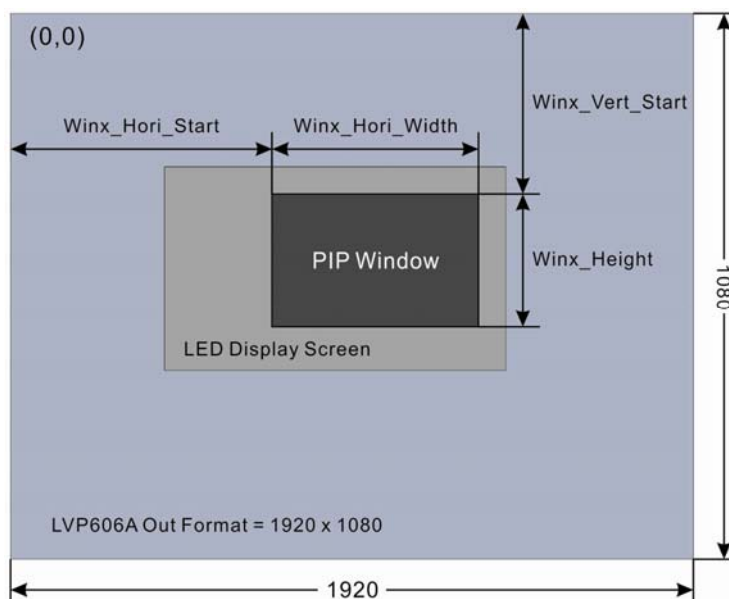 (0,0)
Winx_Vert_Start
Winx_Hori_Start
Winx_Hori_Width
PIP Window
Winx_Height
1080
LED Display Screen
LVP606A Out Format = 1920 x 1080
1920